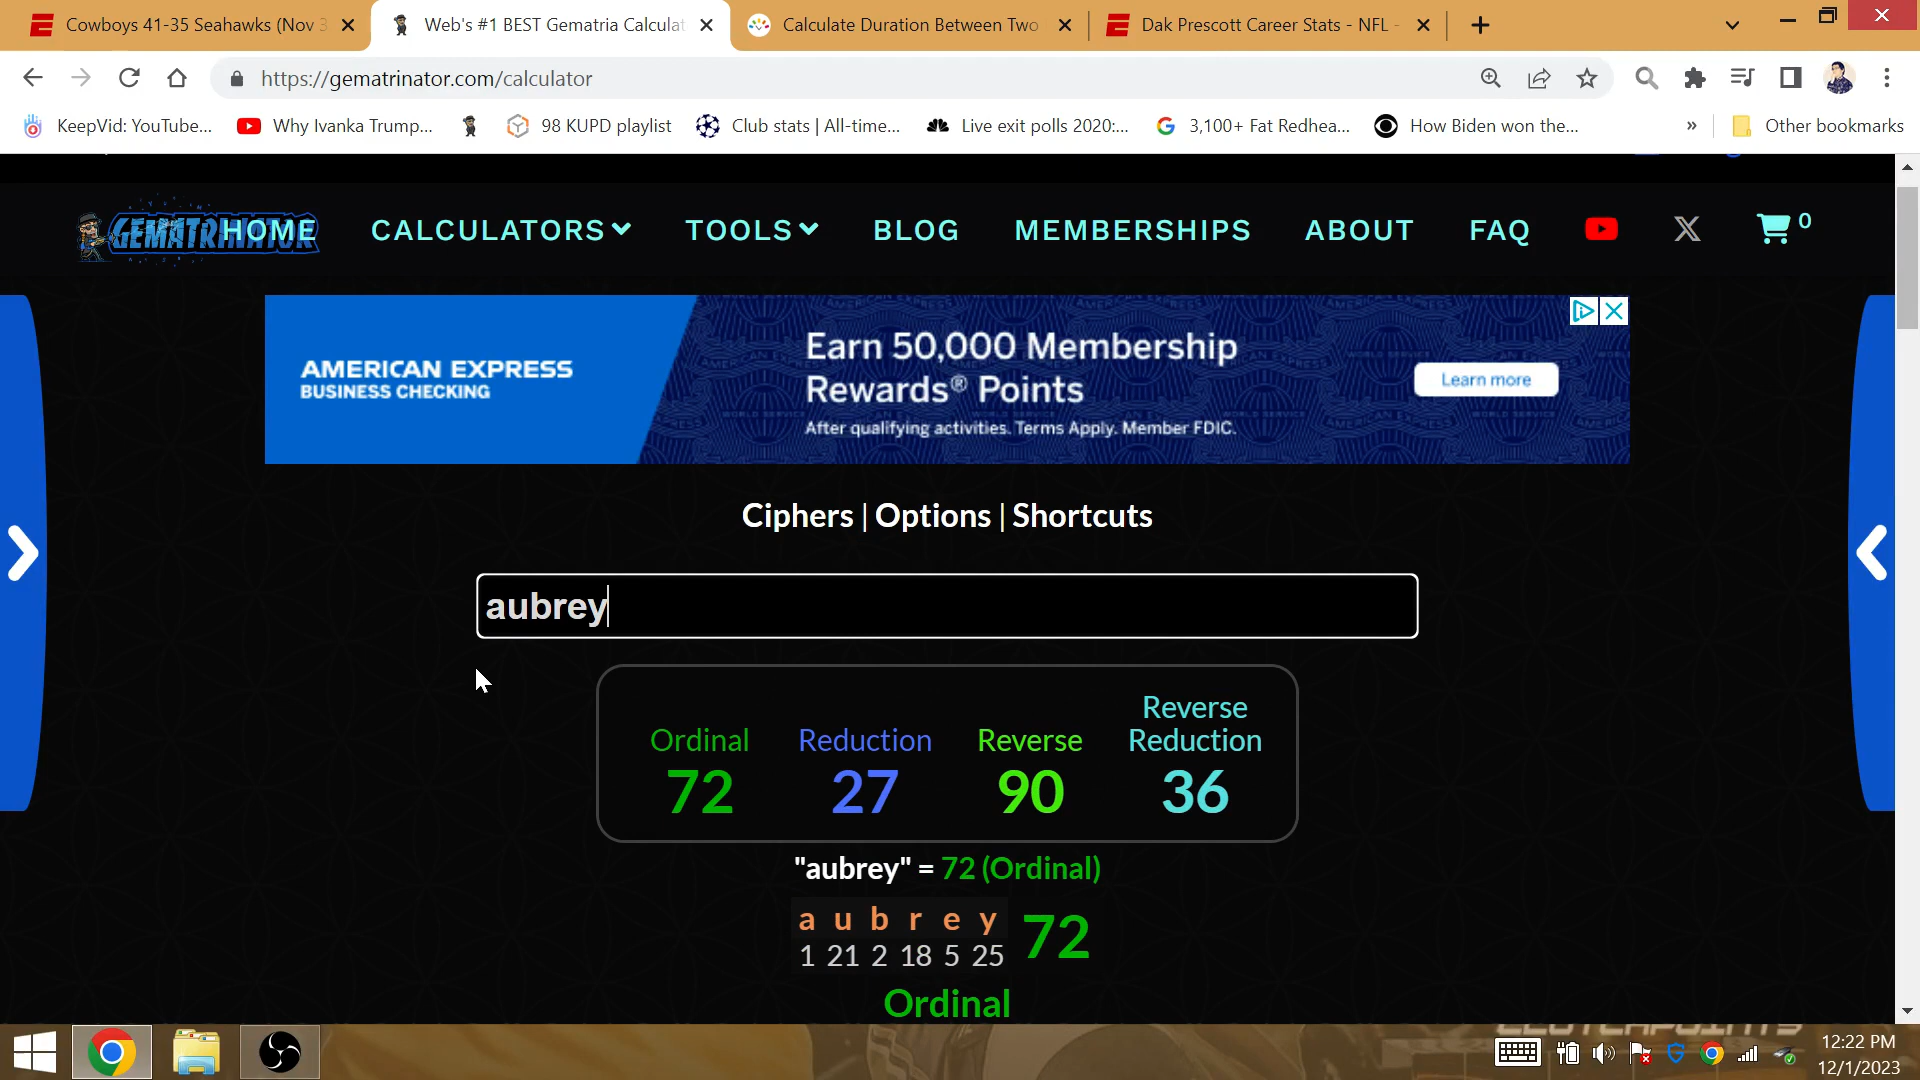 Cowboys 41-35 Seahawks (Nov 3
Web's #1 BEST Gematria Calculat
Calculate Duration Between Two
Dak Prescott Career Stats - NFL -
https://gematrinator.com/calculator
KeepVid: YouTube...
Why Ivanka Trump...
98 KUPD playlist
Club stats | All-time...
Live exit polls 2020:...
3,100+ Fat Redhea...
How Biden won the...
»
Other bookmarks
GEMATRINATOR
HOME
CALCULATORS
TOOLS
BLOG
MEMBERSHIPS
ABOUT
FAQ
0
AMERICAN EXPRESS
BUSINESS CHECKING
Earn 50,000 Membership
Rewards® Points
After qualifying activities. Terms Apply. Member FDIC.
Learn more
Ciphers | Options | Shortcuts
aubrey
Ordinal
72
Reduction
27
Reverse
90
Reverse
Reduction
36
"aubrey" = 72 (Ordinal)
a u b r e y
1 21 2 18 5 25
72
Ordinal
12:22 PM
12/1/2023